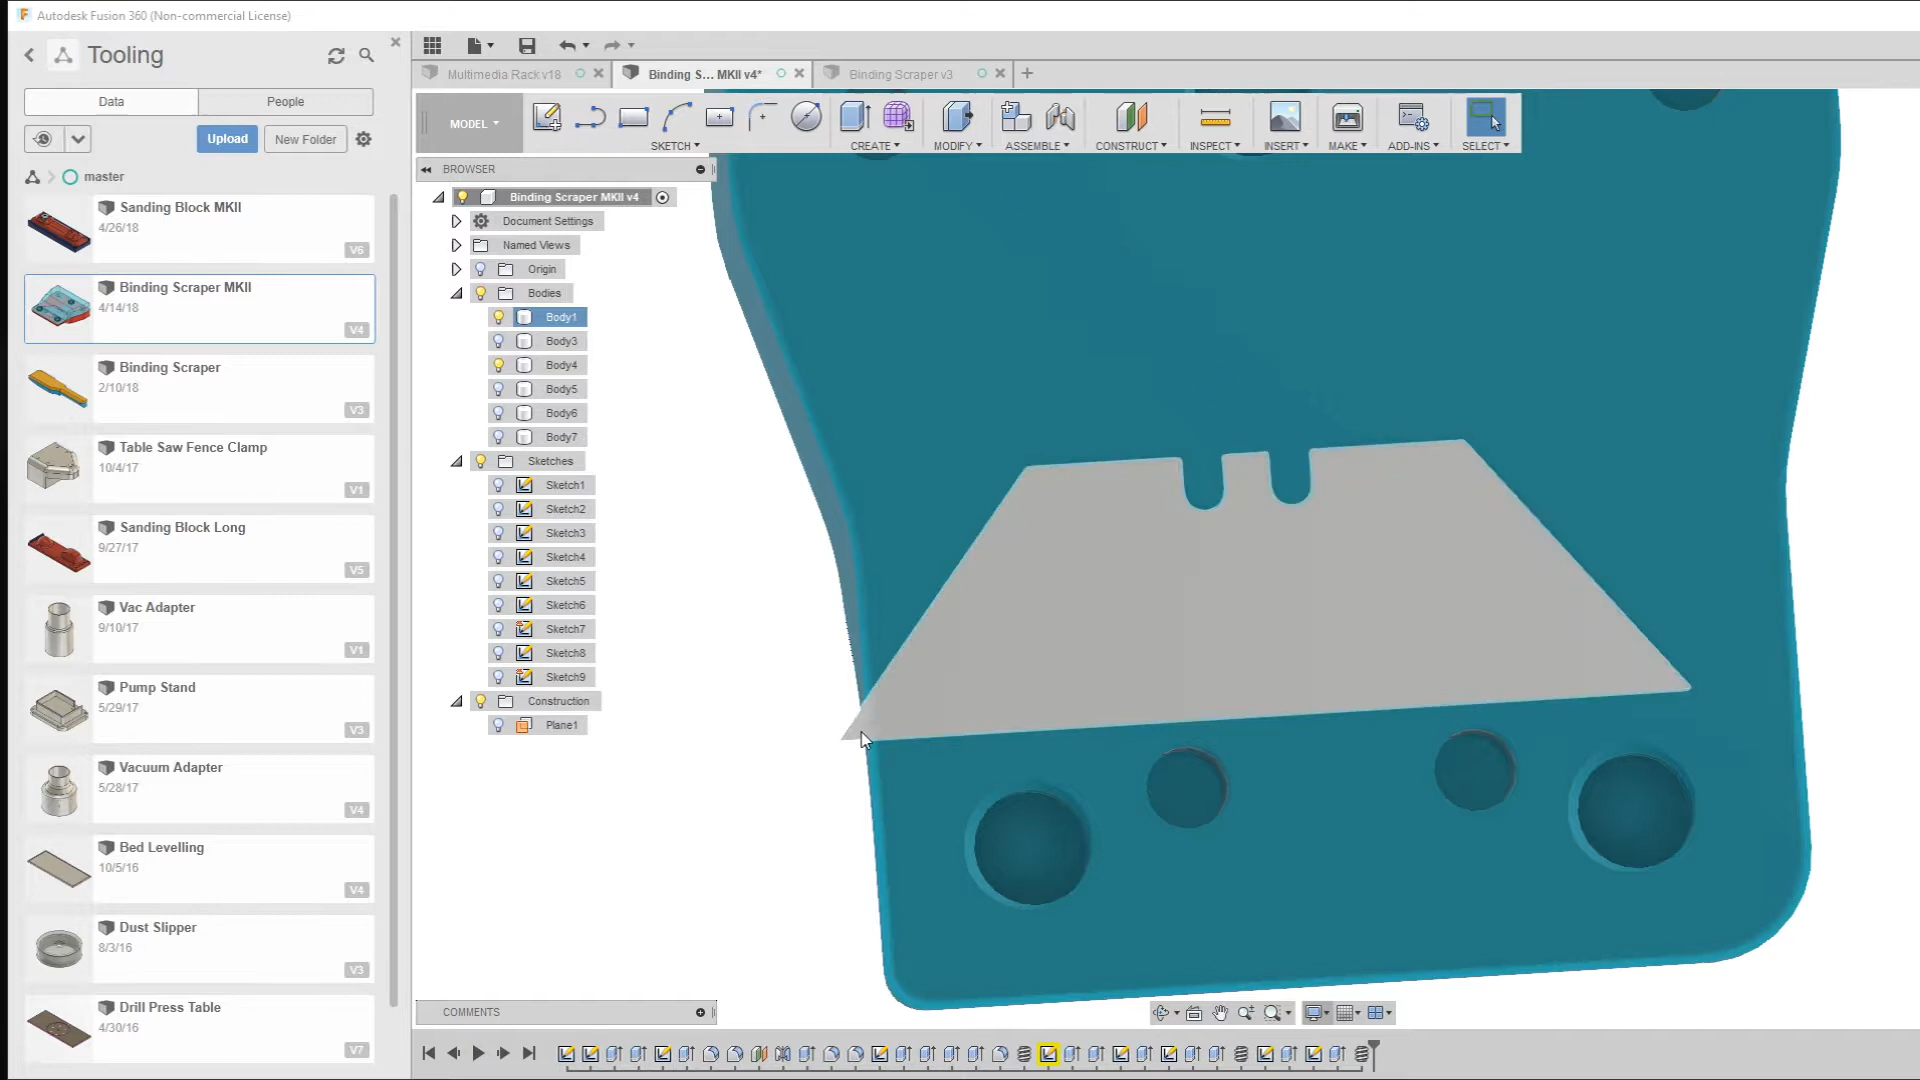 Autodesk Fusion 360 (Non-commercial License)
Tooling
Data
People
Upload
New Folder
master
Sanding Block MKII
4/26/18
V6
Binding Scraper MKII
4/14/18
V4
Binding Scraper
2/10/18
V3
Table Saw Fence Clamp
10/4/17
V1
Sanding Block Long
9/27/17
V5
Vac Adapter
9/10/17
V1
Pump Stand
5/29/17
V3
Vacuum Adapter
5/28/17
V4
Bed Levelling
10/5/16
V4
Dust Slipper
8/3/16
V3
Drill Press Table
4/30/16
V7
Multimedia Rack v18
Binding S... MKII v4*
Binding Scraper v3
MODEL
SKETCH
CREATE
MODIFY
ASSEMBLE
CONSTRUCT
INSPECT
INSERT
MAKE
ADD-INS
SELECT
BROWSER
Binding Scraper MKII v4
Document Settings
Named Views
Origin
Bodies
Body1
Body3
Body4
Body5
Body6
Body7
Sketches
Sketch1
Sketch2
Sketch3
Sketch4
Sketch5
Sketch6
Sketch7
Sketch8
Sketch9
Construction
Plane1
COMMENTS